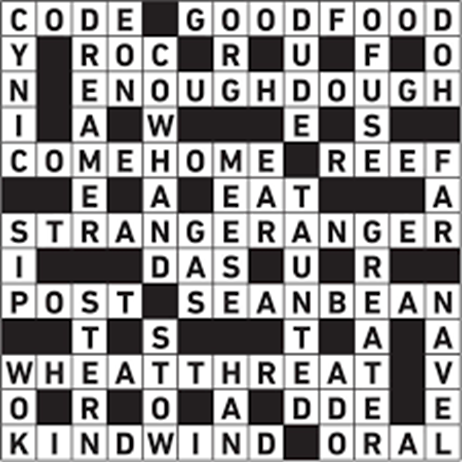 CODE GOODFOOD
Y ROC R U F O
N ENOUGHDOUGH
I A W E S
COMEHOME REEF
E A EAT A
STRANGERANGER
I DAS U R
POST SEANBEAN
T S T A A
WHEATTHREAT V
O R O A DDE E
KINDWIND ORAL